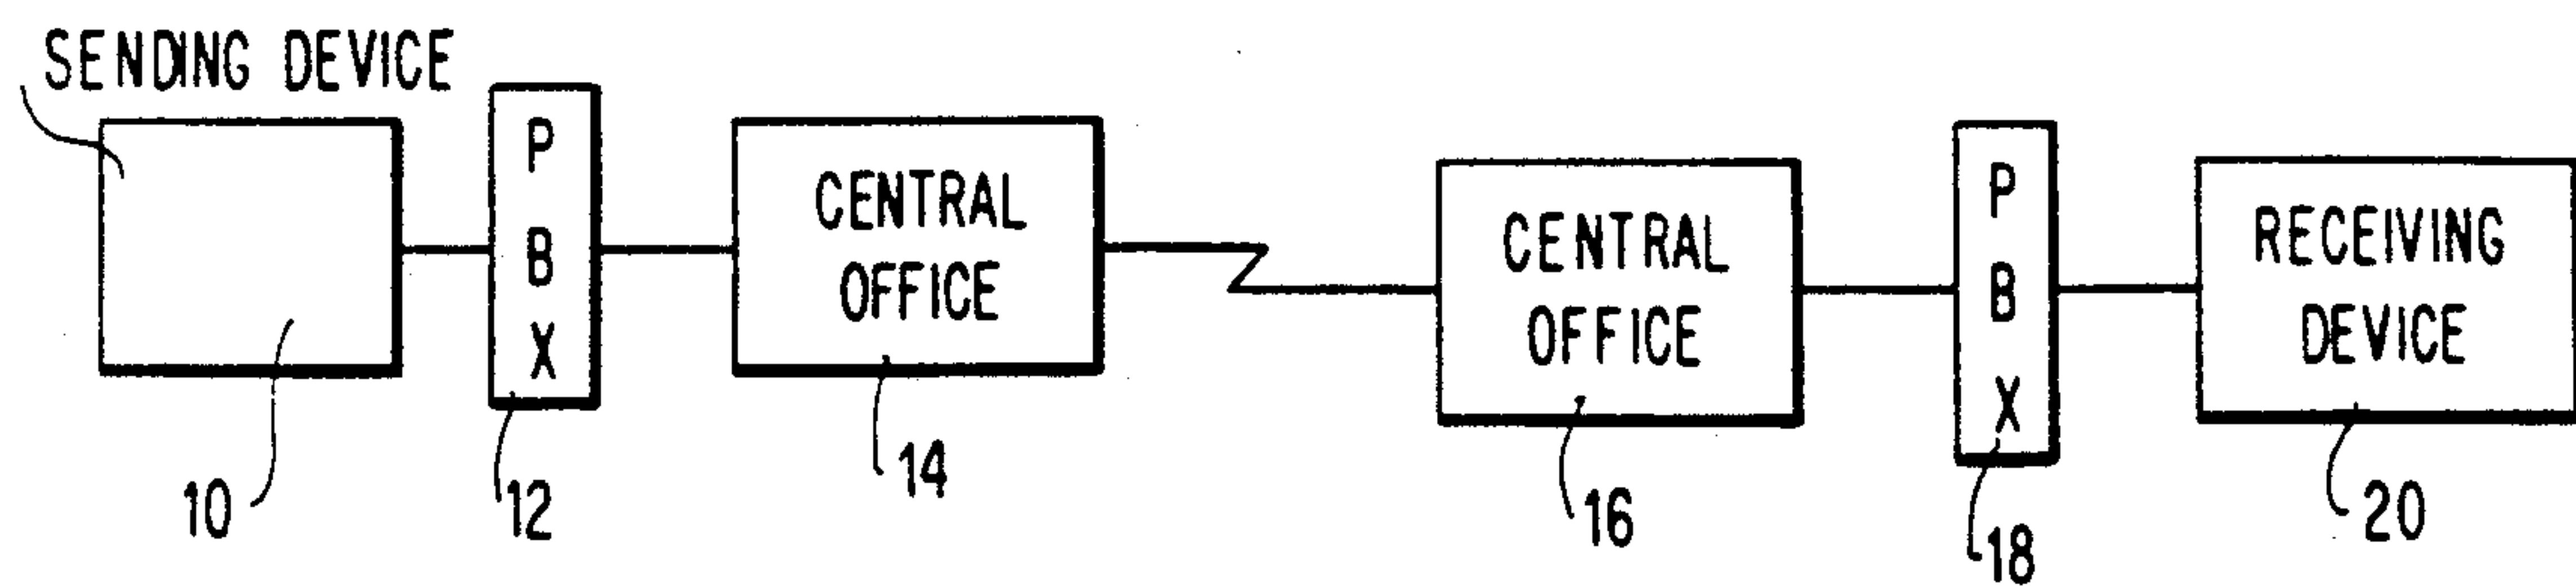 SENDING DEVICE
P
B
X
CENTRAL
OFFICE
CENTRAL
OFFICE
P
B
X
RECEIVING
DEVICE
10
12
14
16
18
20